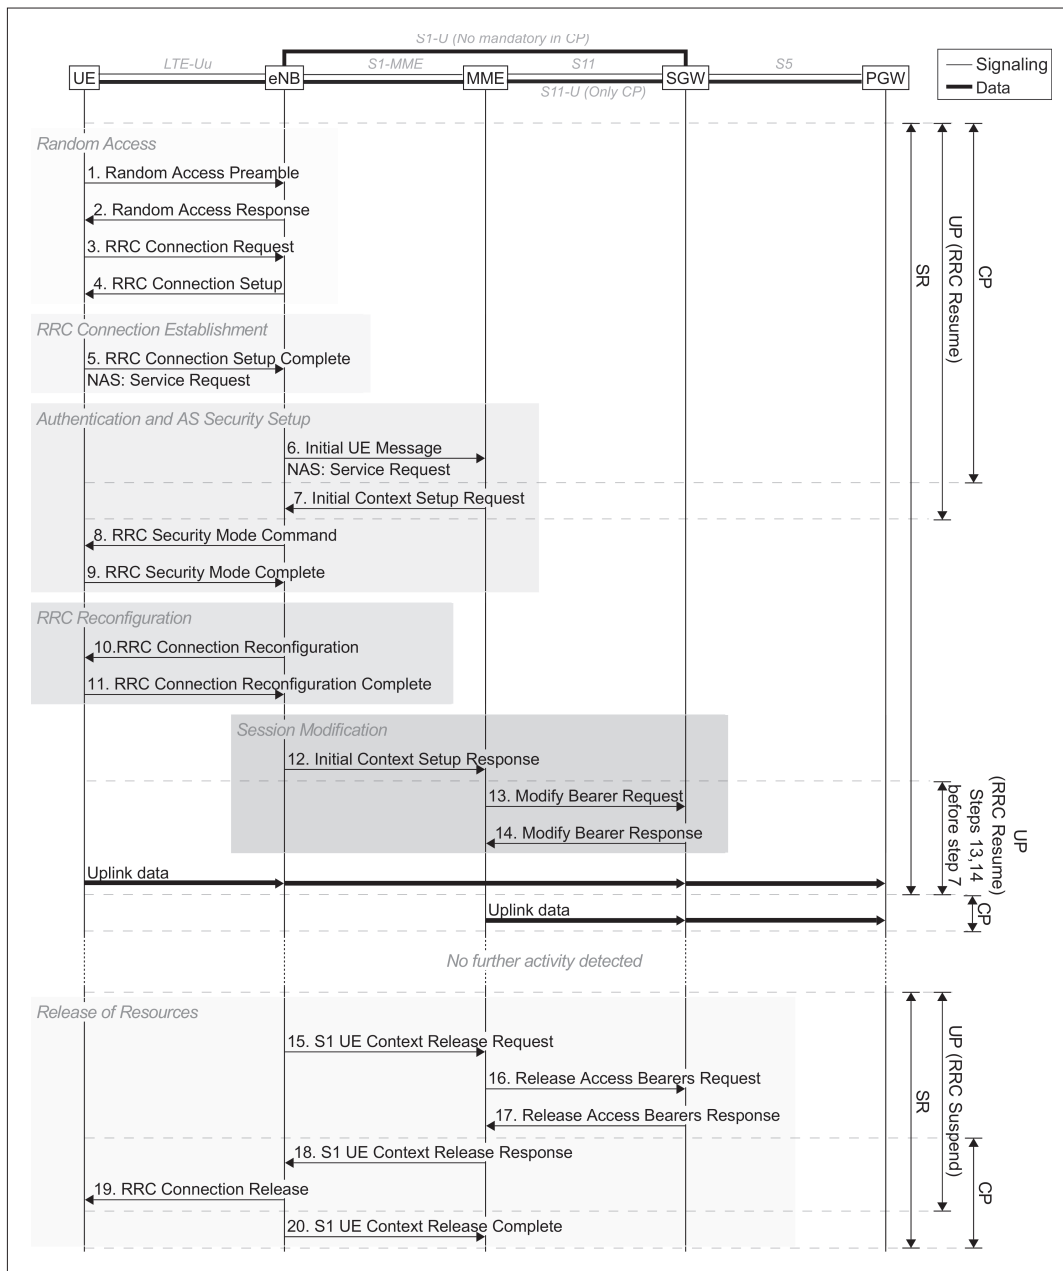 S1-U (No mandatory in CP)
LTE-Uu
S1-MME
S11
S5
UE
eNB
MME
SGW
PGW
S11-U (Only CP)
Signaling
Data
Random Access
1. Random Access Preamble
2. Random Access Response
3. RRC Connection Request
4. RRC Connection Setup
RRC Connection Establishment
5. RRC Connection Setup Complete
NAS: Service Request
Authentication and AS Security Setup
6. Initial UE Message
NAS: Service Request
7. Initial Context Setup Request
8. RRC Security Mode Command
9. RRC Security Mode Complete
SR
UP (RRC Resume)
CP
RRC Reconfiguration
10.RRC Connection Reconfiguration
11. RRC Connection Reconfiguration Complete
Session Modification
12. Initial Context Setup Response
13. Modify Bearer Request
14. Modify Bearer Response
UP
(RRC Resume)
Steps 13,14
before step 7
Uplink data
Uplink data
CP
No further activity detected
Release of Resources
15. S1 UE Context Release Request
16. Release Access Bearers Request
17. Release Access Bearers Response
18. S1 UE Context Release Response
19. RRC Connection Release
20. S1 UE Context Release Complete
SR
UP (RRC Suspend)
CP